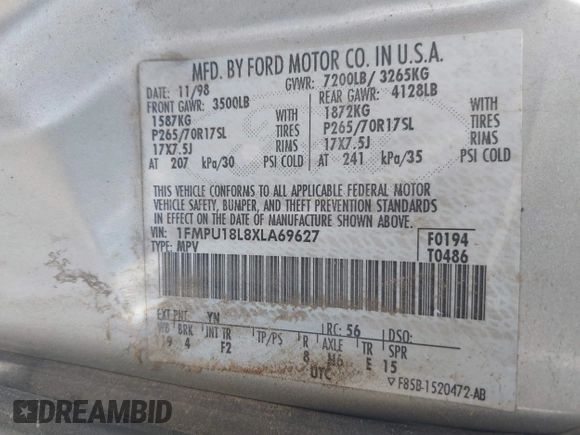 MFD. BY FORD MOTOR CO. IN U.S.A.
DATE: 11/98 GVWR: 7200LB/ 3265KG
FRONT GAWR: 3500LB REAR GAWR: 4128LB
1587KG WITH 1872KG WITH
P265/70R17SL TIRES P265/70R17SL TIRES
17X7.5J RIMS 17X7.5J RIMS
AT 207 kPa/30 PSI COLD AT 241 kPa/35 PSI COLD
THIS VEHICLE CONFORMS TO ALL APPLICABLE FEDERAL MOTOR
VEHICLE SAFETY, BUMPER, AND THEFT PREVENTION STANDARDS
IN EFFECT ON THE DATE OF MANUFACTURE SHOWN ABOVE.
VIN: 1FMPU18L8XLA69627 F0194
TYPE: MPV T0486
EXT PNT: YN RC: 56 DSO:
WB BRK INT TR TP/PS R AXLE TR SPR
119 4 F2 8 H6 E 15
UTC
▽ F85B-1520472-AB
DREAMBID
.com